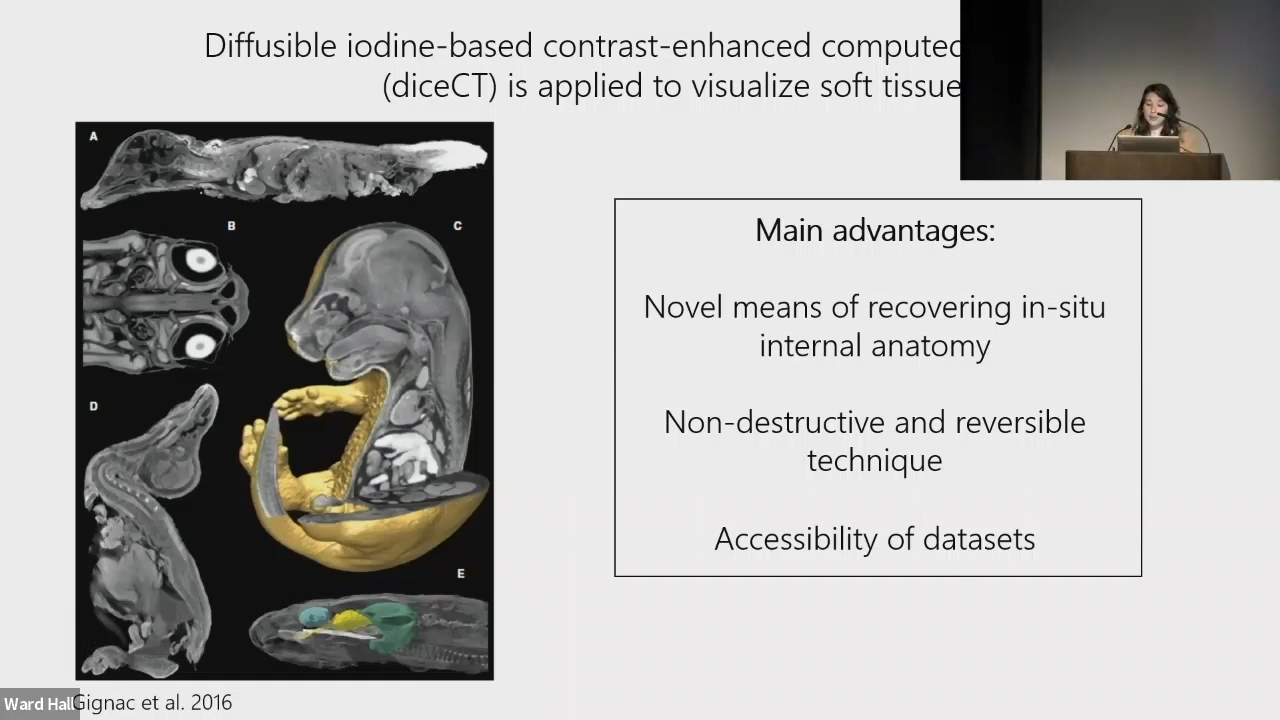 Diffusible iodine-based contrast-enhanced computed
(diceCT) is applied to visualize soft tissue
A
B
C
D
E
Main advantages:
Novel means of recovering in-situ
internal anatomy
Non-destructive and reversible
technique
Accessibility of datasets
Ward Hall
Gignac et al. 2016